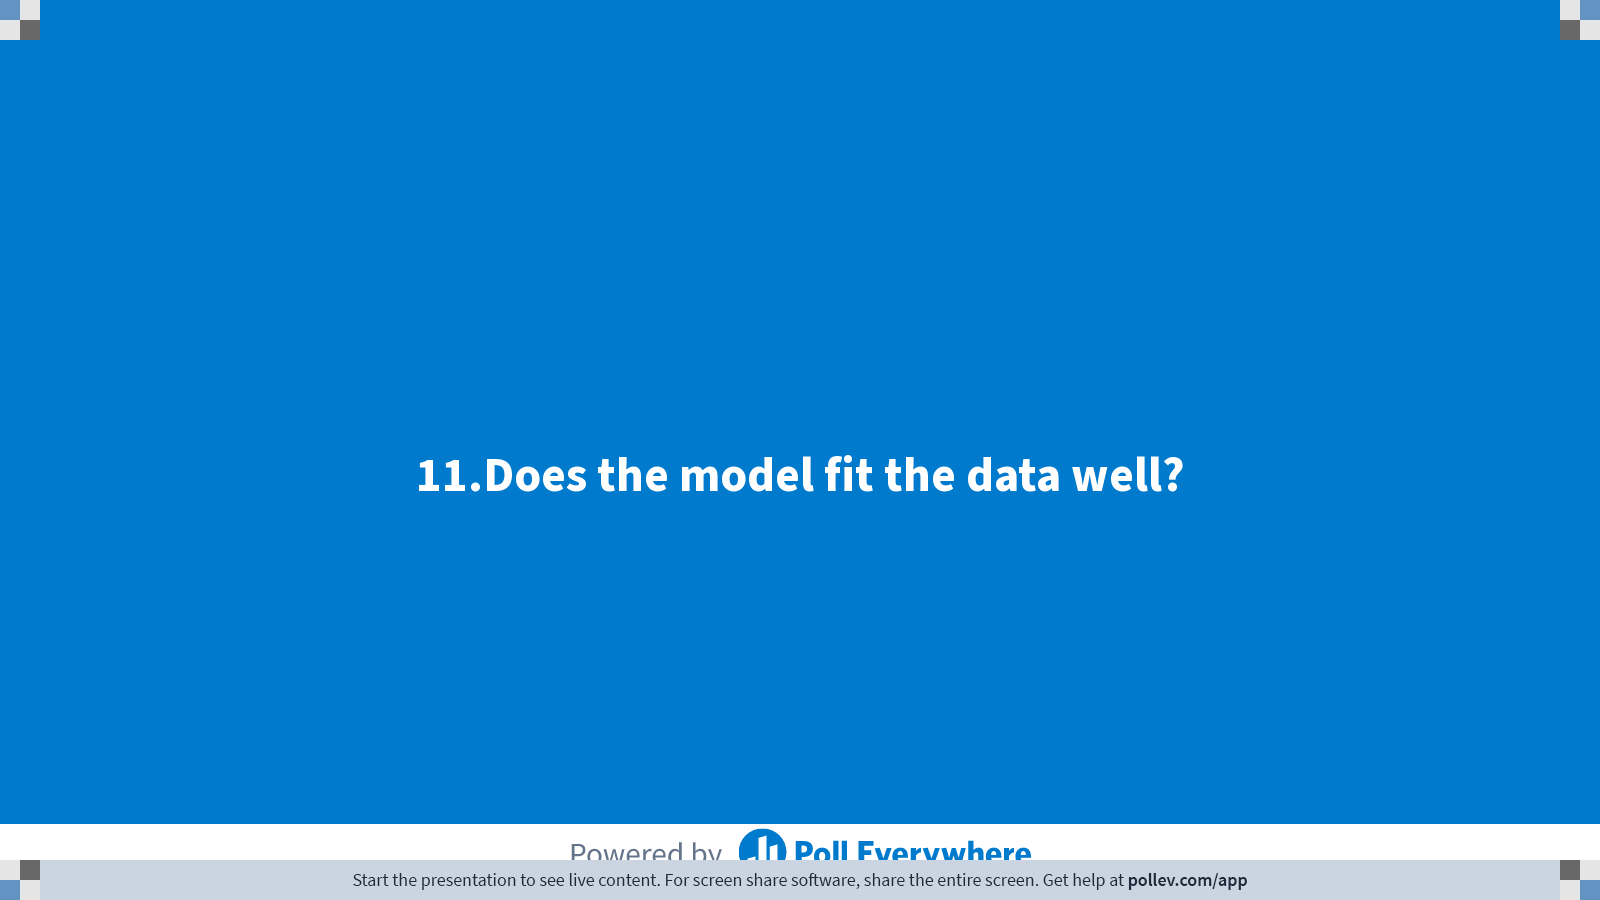 11.Does the model fit the data well?
Powered by Poll Everywhere
Start the presentation to see live content. For screen share software, share the entire screen. Get help at pollev.com/app